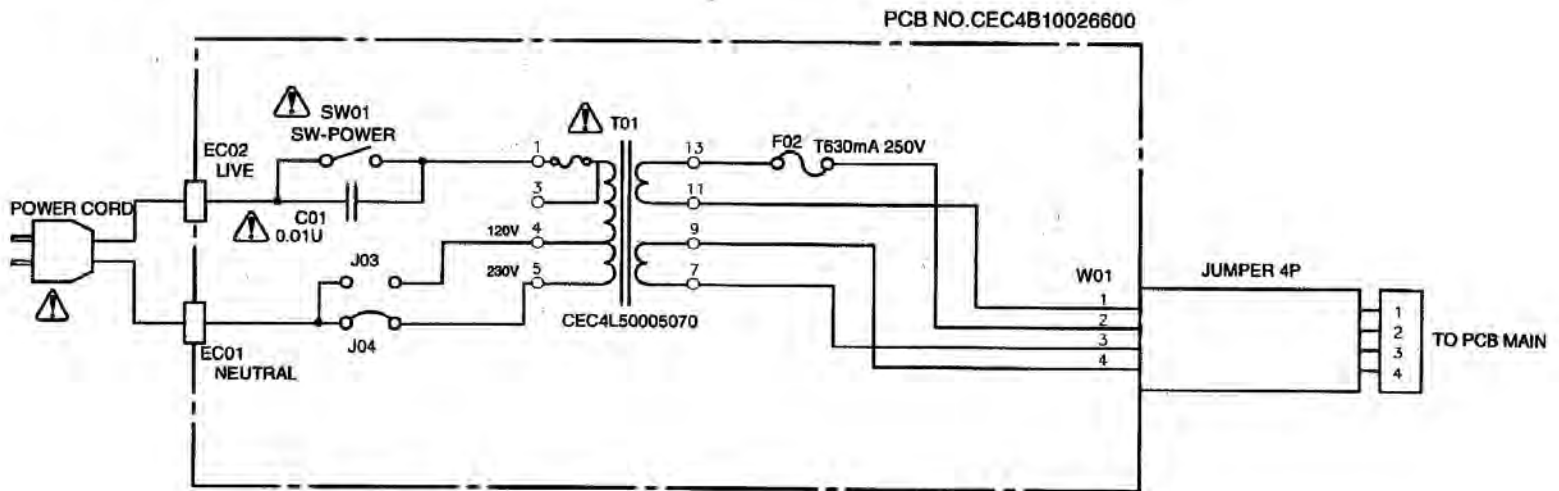 PCB NO.CEC4B10026600
SW01
SW-POWER
T01
EC02
LIVE
1
13
F02 T630mA 250V
3
11
POWER CORD
C01
0.01U
120V
4
9
J03
230V
5
7
W01
JUMPER 4P
CEC4L50005070
1
2
3
4
1
2
3
4
TO PCB MAIN
J04
EC01
NEUTRAL